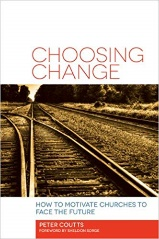 CHOOSING
CHANGE
HOW TO MOTIVATE CHURCHES TO
FACE THE FUTURE
PETER COUTTS
FOREWORD BY SHELDON SORGE